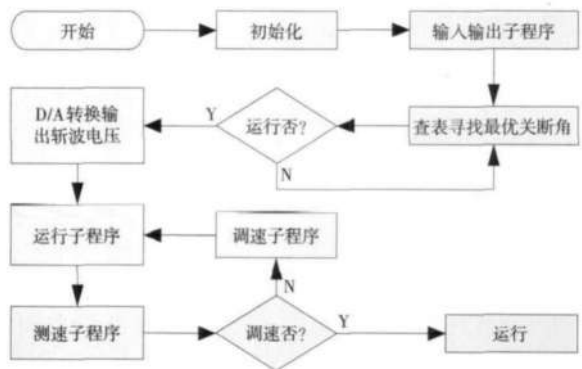 开始
初始化
输入输出子程序
D/A转换输
出斩波电压
Y
运行否?
查表寻找最优关断角
N
运行子程序
调速子程序
N
测速子程序
调速否?
Y
运行